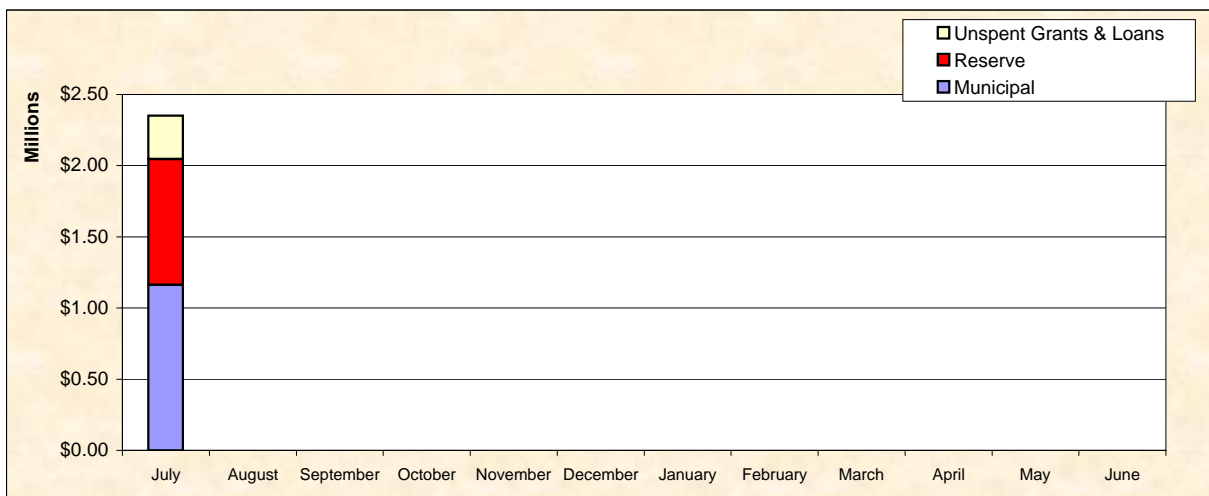 Unspent Grants & Loans
Reserve
Municipal
Millions
$2.50
$2.00
$1.50
$1.00
$0.50
$0.00
July August September October November December January February March April May June